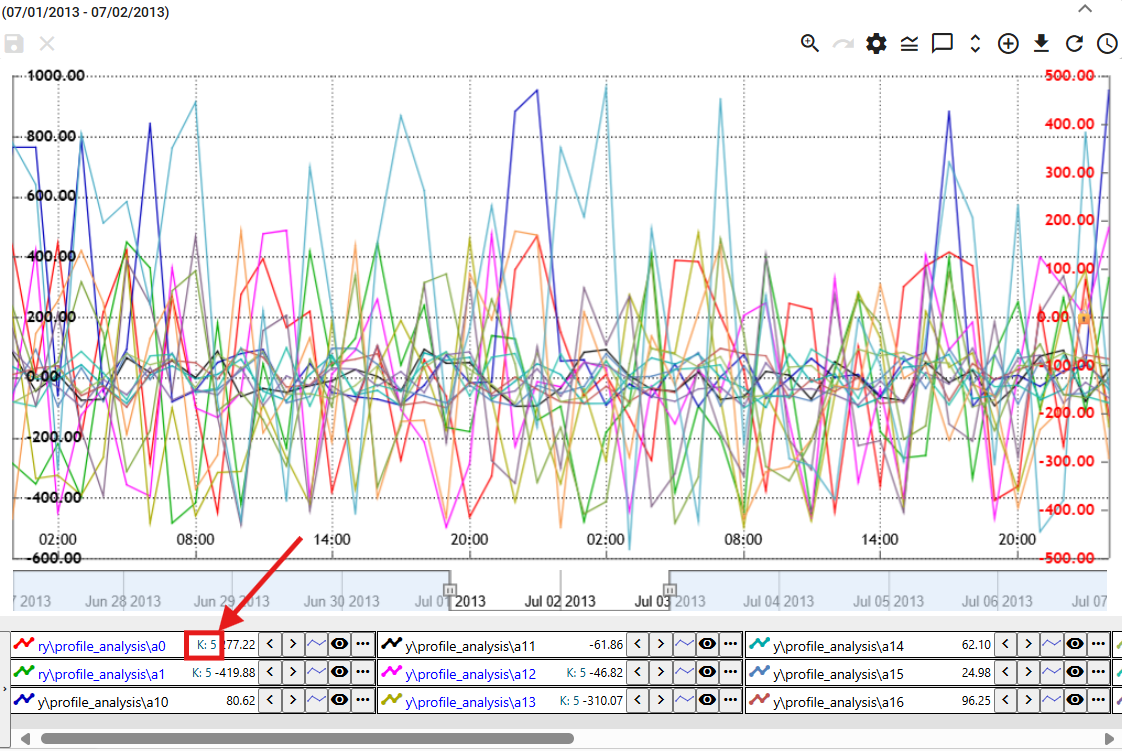 (07/01/2013 - 07/02/2013)
1000.00 500.00
800.00 400.00
300.00
600.00 200.00
400.00 100.00
200.00 0.00
0.00 -100.00
-200.00 -200.00
-300.00
-400.00 -400.00
02:00 08:00 14:00 20:00 02:00 08:00 14:00 20:00
-600.00 -500.00
7 2013 Jun 28 2013 Jun 29 2013 Jun 30 2013 Jul 01 2013 Jul 02 2013 Jul 03 2013 Jul 04 2013 Jul 05 2013 Jul 06 2013 Jul 07
ry\profile_analysis\a0 K: 5 277.22 y\profile_analysis\a11 -61.86 y\profile_analysis\a14 62.10
ry\profile_analysis\a1 K: 5 -419.88 y\profile_analysis\a12 K: 5 -46.82 y\profile_analysis\a15 24.98
y\profile_analysis\a10 80.62 y\profile_analysis\a13 K: 5 -310.07 y\profile_analysis\a16 96.25